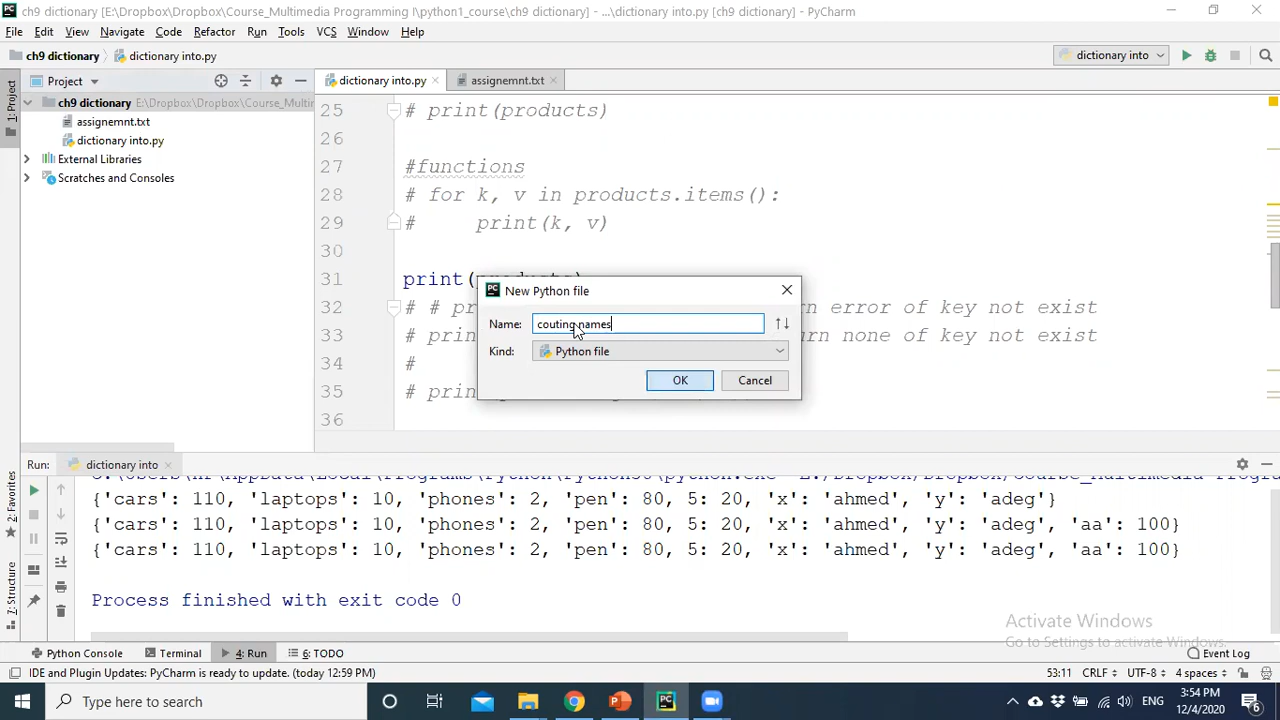 ch9 dictionary [E:\Dropbox\Dropbox\Course_Multimedia Programming I\python1_course\ch9 dictionary] - ...\dictionary into.py [ch9 dictionary] - PyCharm
File Edit View Navigate Code Refactor Run Tools VCS Window Help
ch9 dictionary dictionary into.py dictionary into
Project dictionary into.py assignemnt.txt
1: Project
ch9 dictionary E:\Dropbox\Dropbox\Course_Multim
assignemnt.txt
dictionary into.py
External Libraries
Scratches and Consoles
25 # print(products)
26
27 #functions
28 # for k, v in products.items():
29 # print(k, v)
30
31 print(
32 # # pr n error of key not exist
33 # prin rn none of key not exist
34 #
35 # prin
36
New Python file
Name: couting names
Kind: Python file
OK Cancel
Run: dictionary into
{'cars': 110, 'laptops': 10, 'phones': 2, 'pen': 80, 5: 20, 'x': 'ahmed', 'y': 'adeg'}
{'cars': 110, 'laptops': 10, 'phones': 2, 'pen': 80, 5: 20, 'x': 'ahmed', 'y': 'adeg', 'aa': 100}
{'cars': 110, 'laptops': 10, 'phones': 2, 'pen': 80, 5: 20, 'x': 'ahmed', 'y': 'adeg', 'aa': 100}
Process finished with exit code 0
2: Favorites
7: Structure
Activate Windows
Go to Settings to activate Windows.
Python Console Terminal 4: Run 6: TODO Event Log
IDE and Plugin Updates: PyCharm is ready to update. (today 12:59 PM) 53:11 CRLF UTF-8 4 spaces
Type here to search ENG 3:54 PM
12/4/2020 6